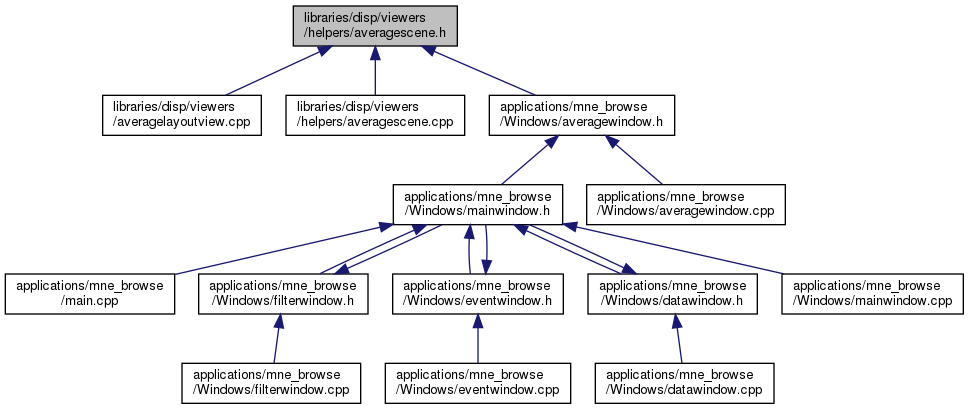 libraries/disp/viewers
/helpers/averagescene.h
libraries/disp/viewers
/averagelayoutview.cpp
libraries/disp/viewers
/helpers/averagescene.cpp
applications/mne_browse
/Windows/averagewindow.h
applications/mne_browse
/Windows/mainwindow.h
applications/mne_browse
/Windows/averagewindow.cpp
applications/mne_browse
/main.cpp
applications/mne_browse
/Windows/filterwindow.h
applications/mne_browse
/Windows/eventwindow.h
applications/mne_browse
/Windows/datawindow.h
applications/mne_browse
/Windows/mainwindow.cpp
applications/mne_browse
/Windows/filterwindow.cpp
applications/mne_browse
/Windows/eventwindow.cpp
applications/mne_browse
/Windows/datawindow.cpp